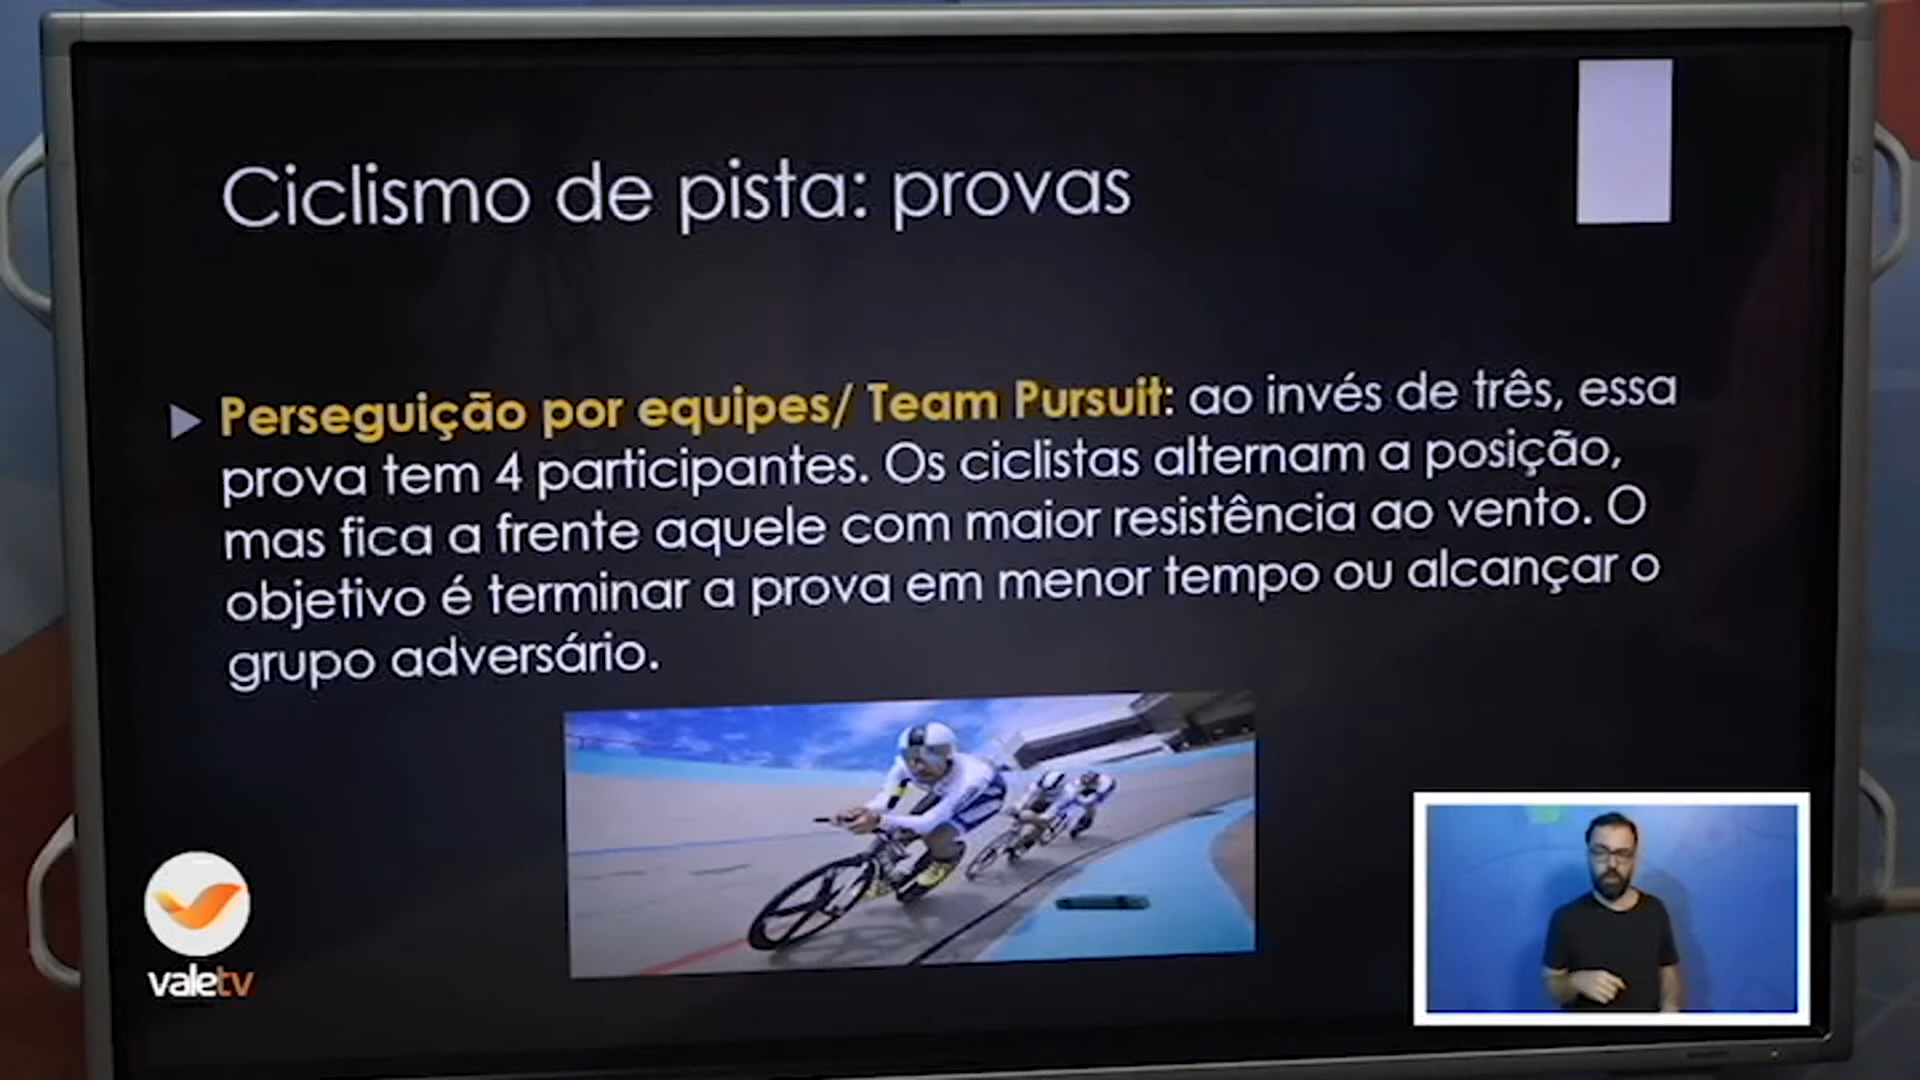 Ciclismo de pista: provas
Perseguição por equipes/ Team Pursuit: ao invés de três, essa
prova tem 4 participantes. Os ciclistas alternam a posição,
mas fica a frente aquele com maior resistência ao vento. O
objetivo é terminar a prova em menor tempo ou alcançar o
grupo adversário.
valetv